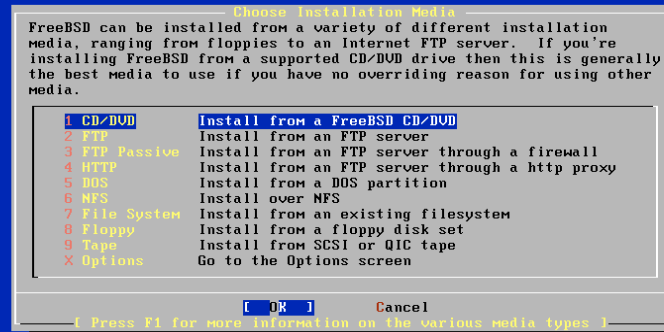 Choose Installation Media
FreeBSD can be installed from a variety of different installation
media, ranging from floppies to an Internet FTP server.  If you're
installing FreeBSD from a supported CD/DVD drive then this is generally
the best media to use if you have no overriding reason for using other
media.
1 CD/DVD Install from a FreeBSD CD/DVD
2 FTP Install from an FTP server
3 FTP Passive Install from an FTP server through a firewall
4 HTTP Install from an FTP server through a http proxy
5 DOS Install from a DOS partition
6 NFS Install over NFS
7 File System Install from an existing filesystem
8 Floppy Install from a floppy disk set
9 Tape Install from SCSI or QIC tape
X Options Go to the Options screen
[ OK ] Cancel
[ Press F1 for more information on the various media types ]